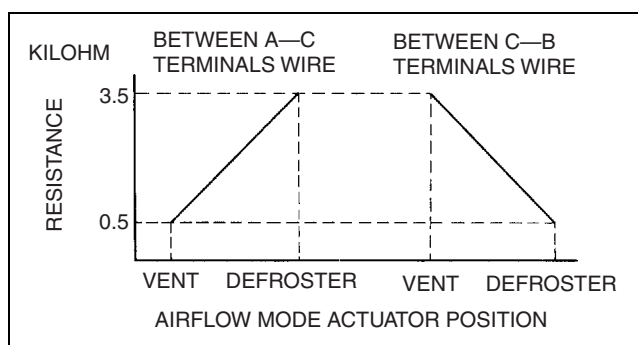 KILOHM
BETWEEN A—C
TERMINALS WIRE
BETWEEN C—B
TERMINALS WIRE
RESISTANCE
3.5
0.5
VENT DEFROSTER VENT DEFROSTER
AIRFLOW MODE ACTUATOR POSITION